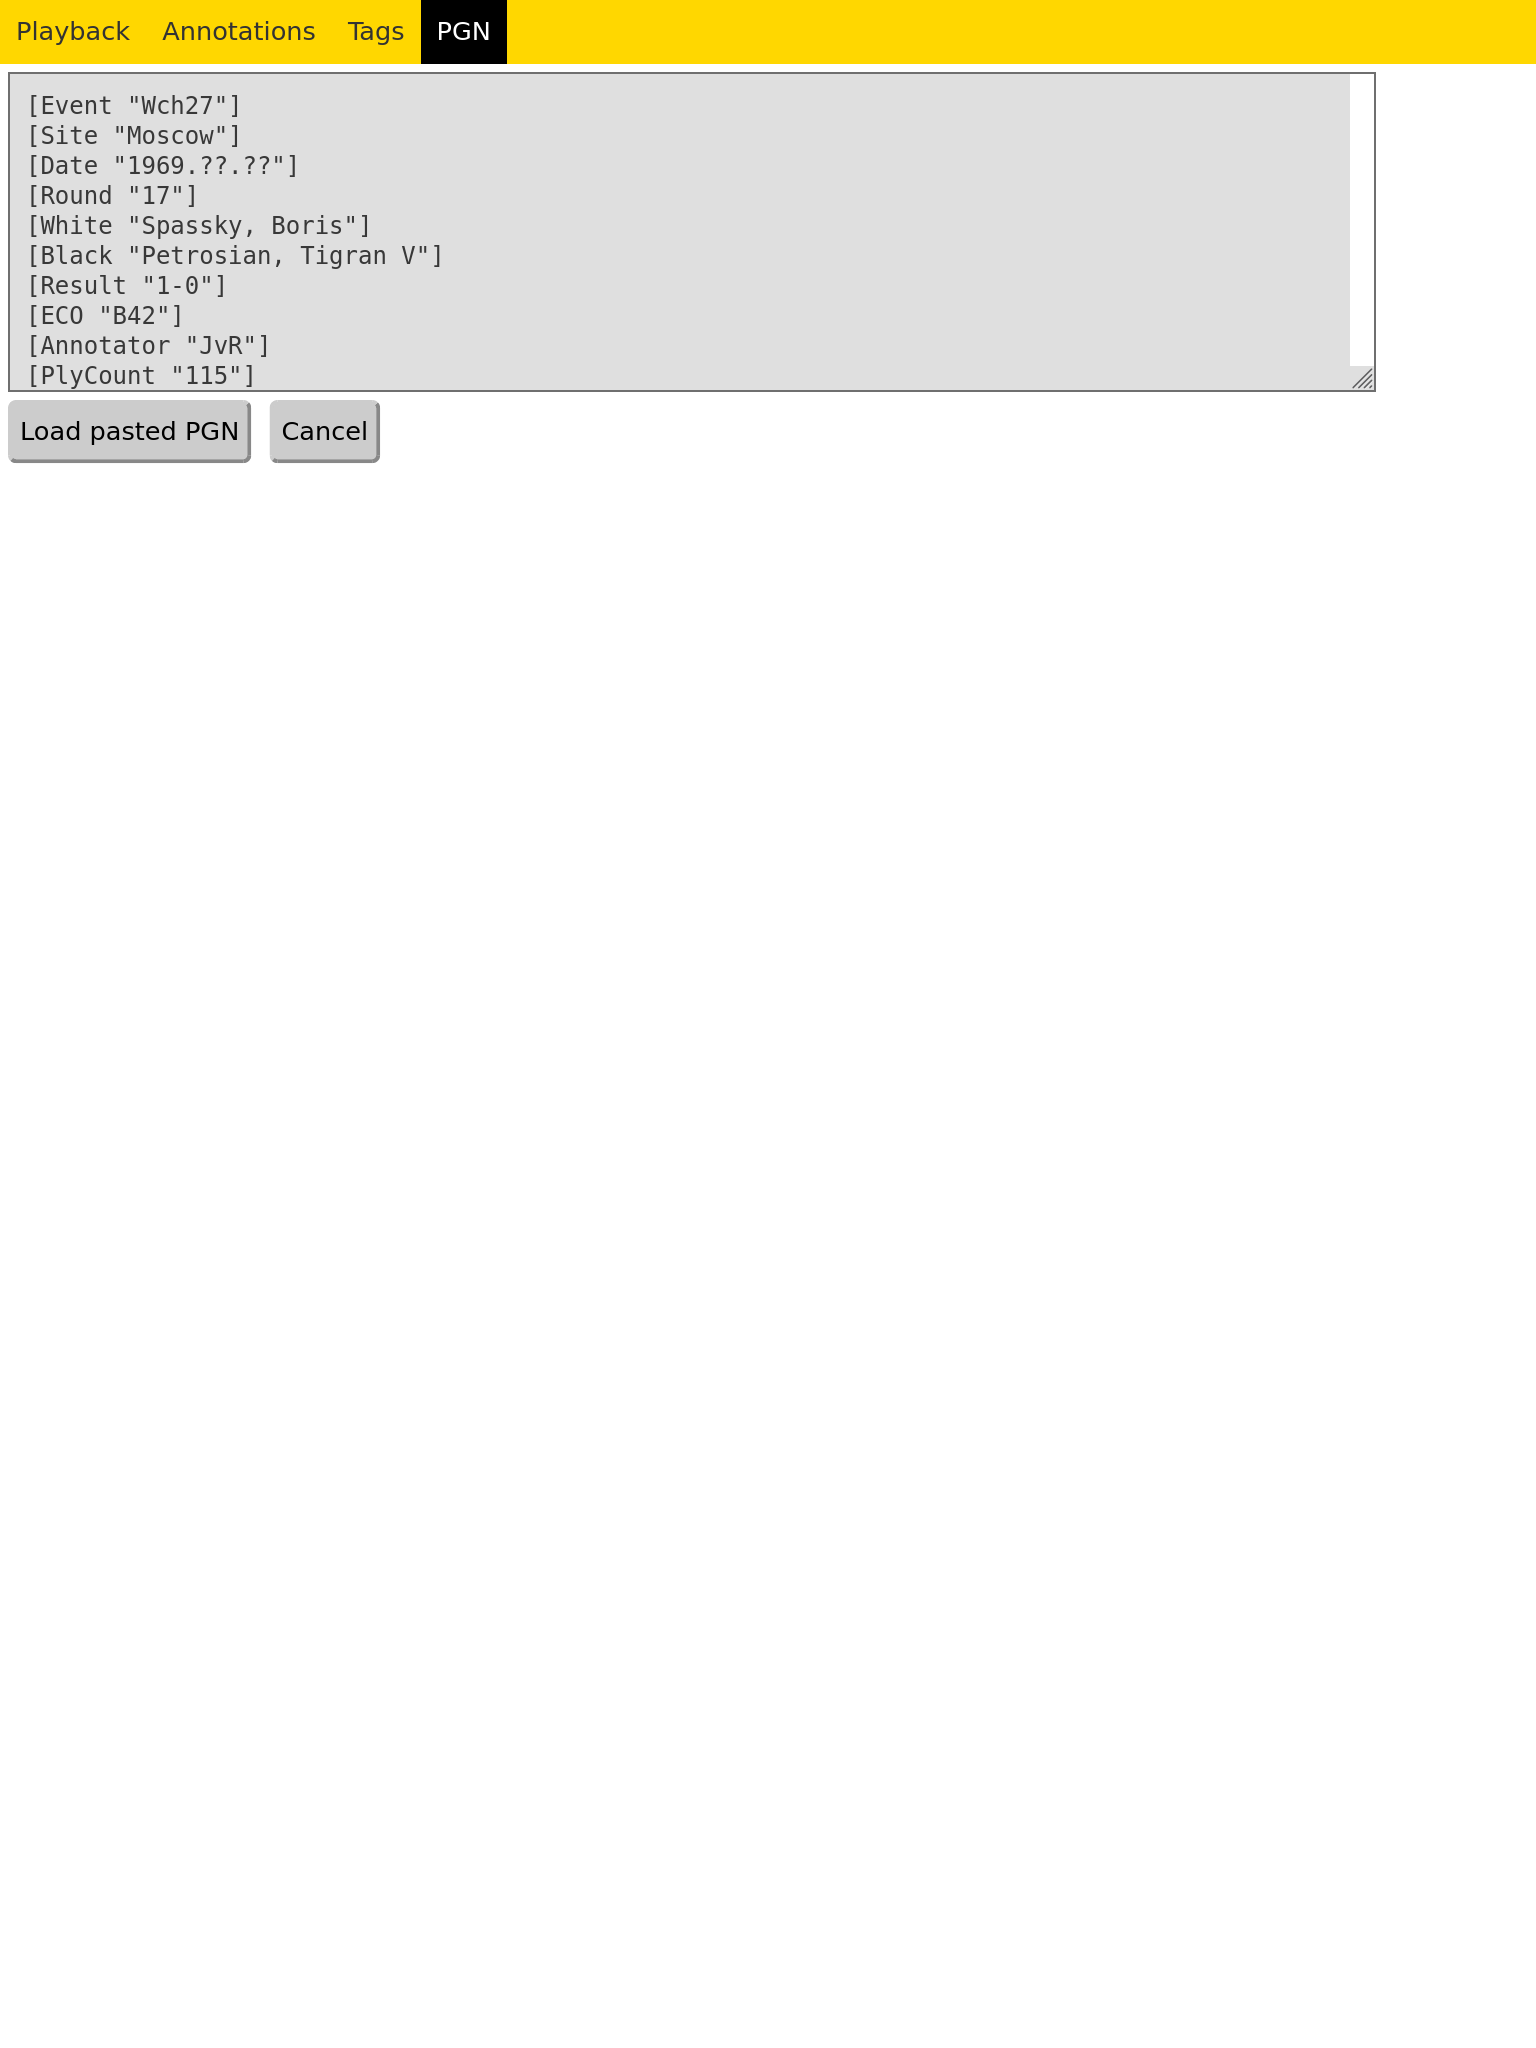 Playback Annotations Tags PGN
[Event "Wch27"]
[Site "Moscow"]
[Date "1969.??.??"]
[Round "17"]
[White "Spassky, Boris"]
[Black "Petrosian, Tigran V"]
[Result "1-0"]
[ECO "B42"]
[Annotator "JvR"]
[PlyCount "115"]
Load pasted PGN Cancel